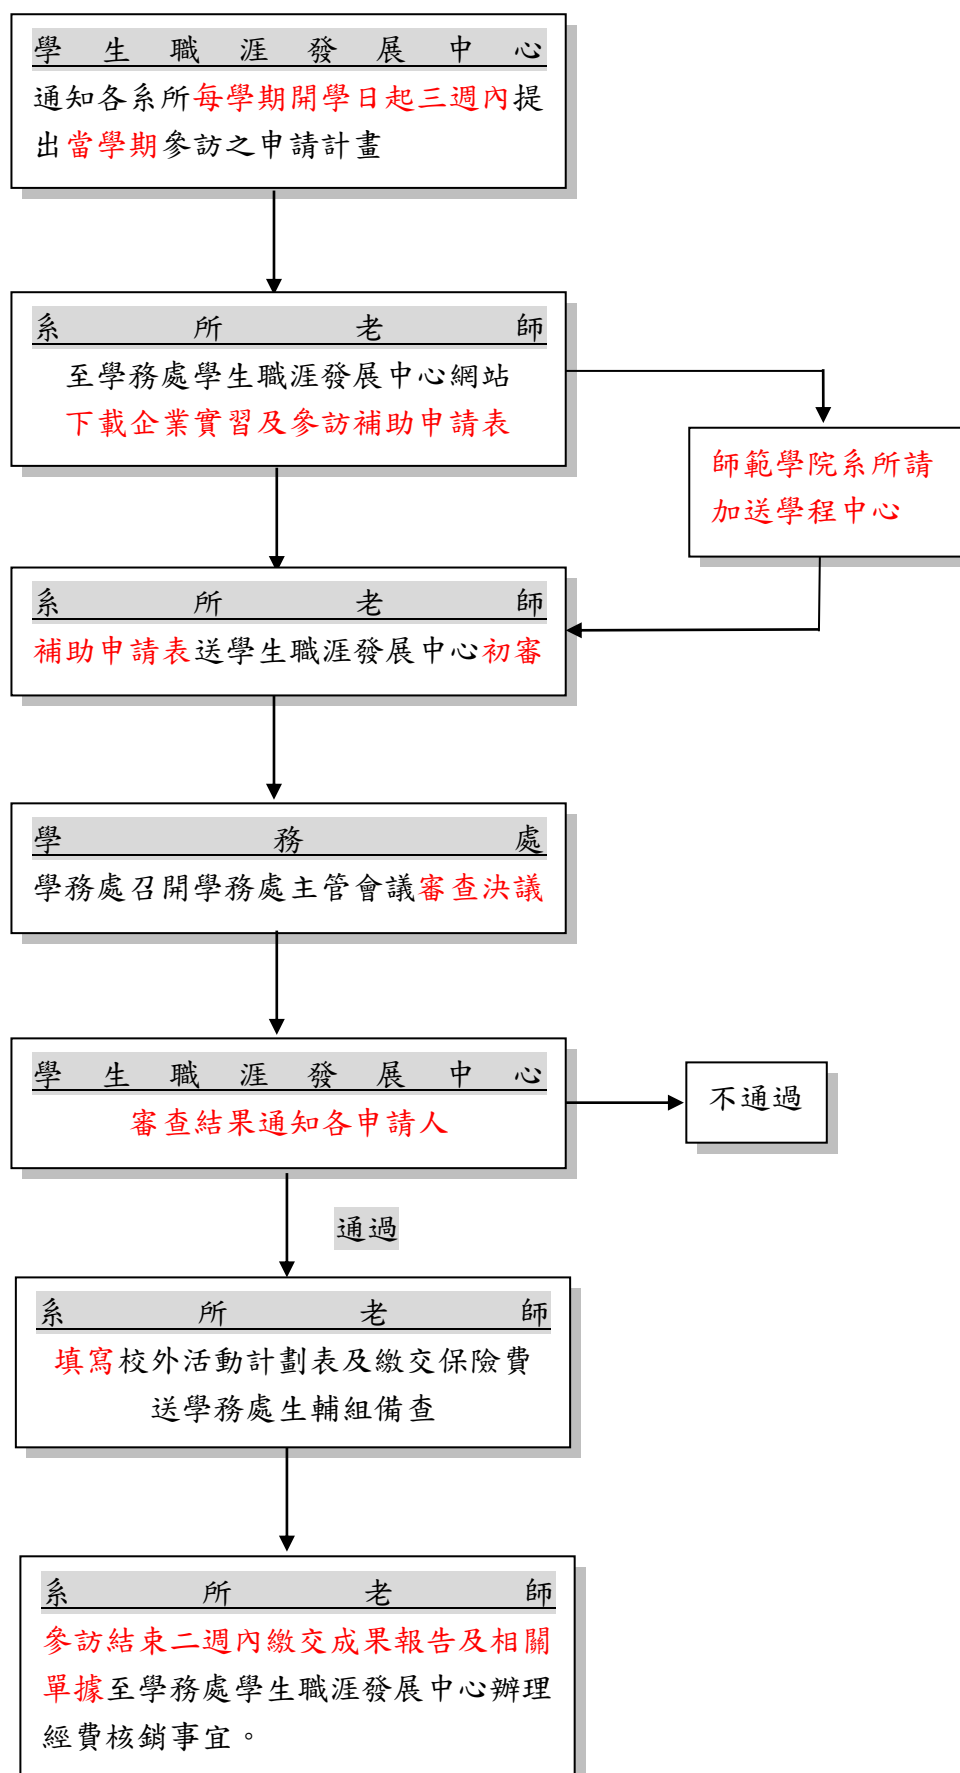 學生職涯發展中心
通知各系所每學期開學日起三週內提
出當學期參訪之申請計畫
系所老師
至學務處學生職涯發展中心網站
下載企業實習及參訪補助申請表
師範學院系所請
加送學程中心
系所老師
補助申請表送學生職涯發展中心初審
學務處
學務處召開學務處主管會議審查決議
學生職涯發展中心
審查結果通知各申請人
不通過
通過
系所老師
填寫校外活動計劃表及繳交保險費
送學務處生輔組備查
系所老師
參訪結束二週內繳交成果報告及相關
單據至學務處學生職涯發展中心辦理
經費核銷事宜。